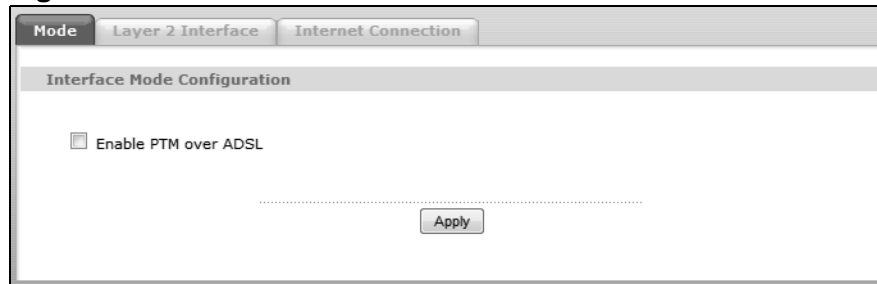 Mode Layer 2 Interface Internet Connection
Interface Mode Configuration
Enable PTM over ADSL
Apply